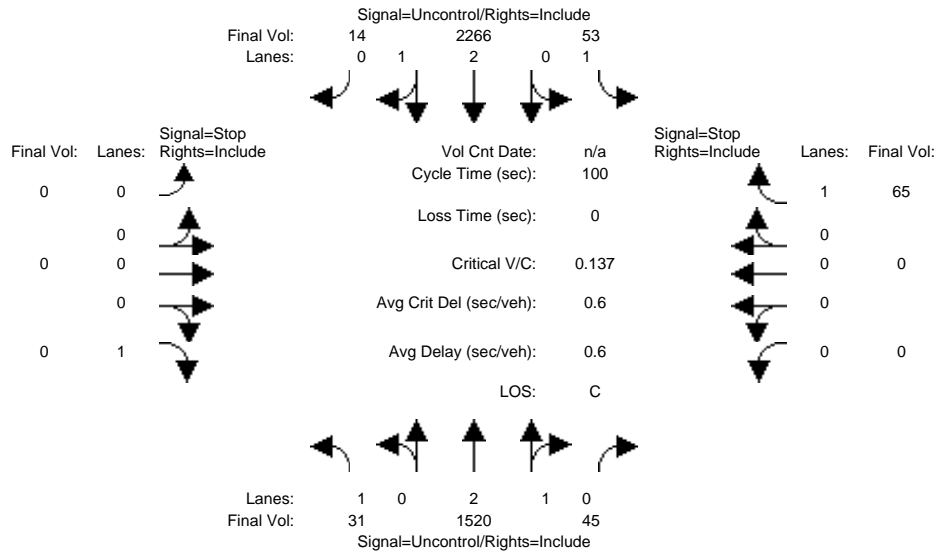 Signal=Uncontrol/Rights=Include
Final Vol: 14 2266 53
Lanes: 0 1 2 0 1
Signal=Stop
Final Vol: Lanes: Rights=Include
Vol Cnt Date: n/a
Signal=Stop
Rights=Include Lanes: Final Vol:
Cycle Time (sec): 100
0 0
1 65
Loss Time (sec): 0
0
0
0 0
Critical V/C: 0.137
0 0
0
Avg Crit Del (sec/veh): 0.6
0
0 1
Avg Delay (sec/veh): 0.6
0 0
LOS: C
Lanes: 1 0 2 1 0
Final Vol: 31 1520 45
Signal=Uncontrol/Rights=Include